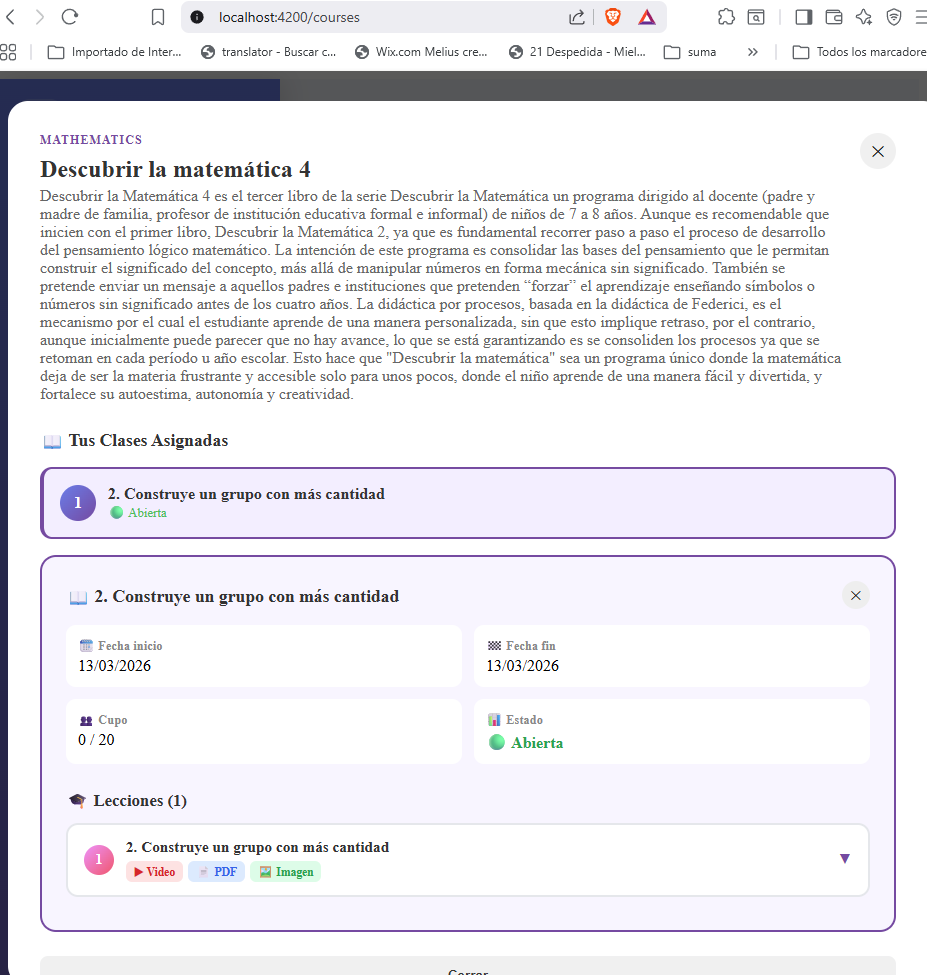 localhost:4200/courses
Importado de Inter...
translator - Buscar c...
Wix.com Melius cre...
21 Despedida - Miel...
suma
»
Todos los marcadore
MATHEMATICS
Descubrir la matemática 4
Descubrir la Matemática 4 es el tercer libro de la serie Descubrir la Matemática un programa dirigido al docente (padre y
madre de familia, profesor de institución educativa formal e informal) de niños de 7 a 8 años. Aunque es recomendable que
inicien con el primer libro, Descubrir la Matemática 2, ya que es fundamental recorrer paso a paso el proceso de desarrollo
del pensamiento lógico matemático. La intención de este programa es consolidar las bases del pensamiento que le permitan
construir el significado del concepto, más allá de manipular números en forma mecánica sin significado. También se
pretende enviar un mensaje a aquellos padres e instituciones que pretenden “forzar” el aprendizaje enseñando símbolos o
números sin significado antes de los cuatro años. La didáctica por procesos, basada en la didáctica de Federici, es el
mecanismo por el cual el estudiante aprende de una manera personalizada, sin que esto implique retraso, por el contrario,
aunque inicialmente puede parecer que no hay avance, lo que se está garantizando es se consoliden los procesos ya que se
retoman en cada período u año escolar. Esto hace que "Descubrir la matemática" sea un programa único donde la matemática
deja de ser la materia frustrante y accesible solo para unos pocos, donde el niño aprende de una manera fácil y divertida, y
fortalece su autoestima, autonomía y creatividad.
Tus Clases Asignadas
1
2. Construye un grupo con más cantidad
Abierta
2. Construye un grupo con más cantidad
Fecha inicio
13/03/2026
Fecha fin
13/03/2026
Cupo
0 / 20
Estado
Abierta
Lecciones (1)
1
2. Construye un grupo con más cantidad
Video
PDF
Imagen
Cerrar